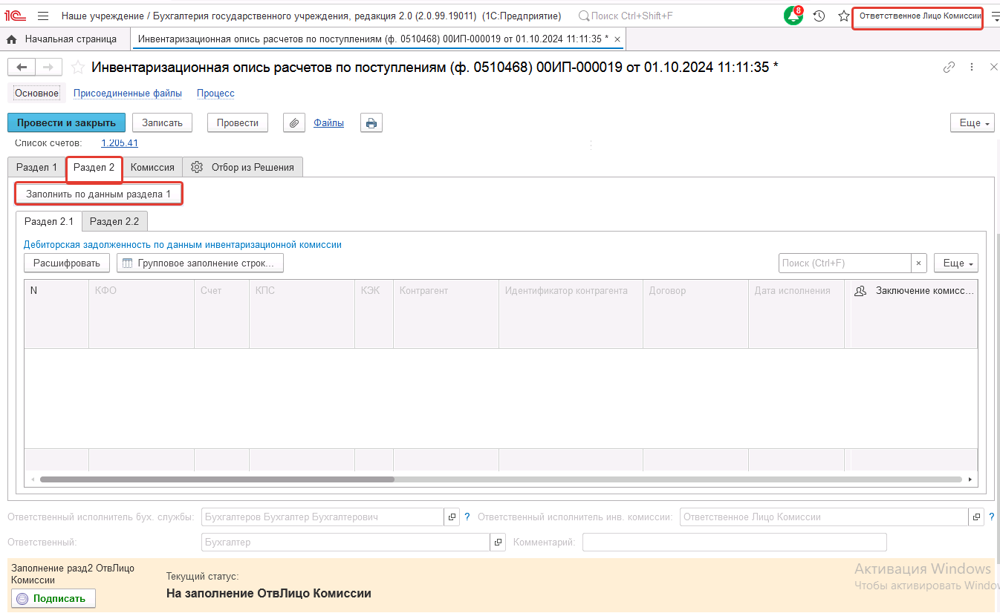 1С Наше учреждение / Бухгалтерия государственного учреждения, редакция 2.0 (2.0.99.19011) (1С:Предприятие) Поиск Ctrl+Shift+F 8 Ответственное Лицо Комиссии
Начальная страница Инвентаризационная опись расчетов по поступлениям (ф. 0510468) 00ИП-000019 от 01.10.2024 11:11:35 * ×
Инвентаризационная опись расчетов по поступлениям (ф. 0510468) 00ИП-000019 от 01.10.2024 11:11:35 *
Основное Присоединенные файлы Процесс
Провести и закрыть Записать Провести Файлы Еще
Список счетов: 1.205.41
Раздел 1 Раздел 2 Комиссия Отбор из Решения
Заполнить по данным раздела 1
Раздел 2.1 Раздел 2.2
Дебиторская задолженность по данным инвентаризационной комиссии
Расшифровать Групповое заполнение строк... Поиск (Ctrl+F) × Еще
N КФО Счет КПС КЭК Контрагент Идентификатор контрагента Договор Дата исполнения Заключение комисс...
Ответственный исполнитель бух. службы: Бухгалтеров Бухгалтер Бухгалтерович ? Ответственный исполнитель инв. комиссии: Ответственное Лицо Комиссии ?
Ответственный: Бухгалтер Комментарий:
Заполнение разд2 ОтвЛицо
Комиссии
Текущий статус:
На заполнение ОтвЛицо Комиссии
Подписать
Активация Windows
Чтобы активировать Windo